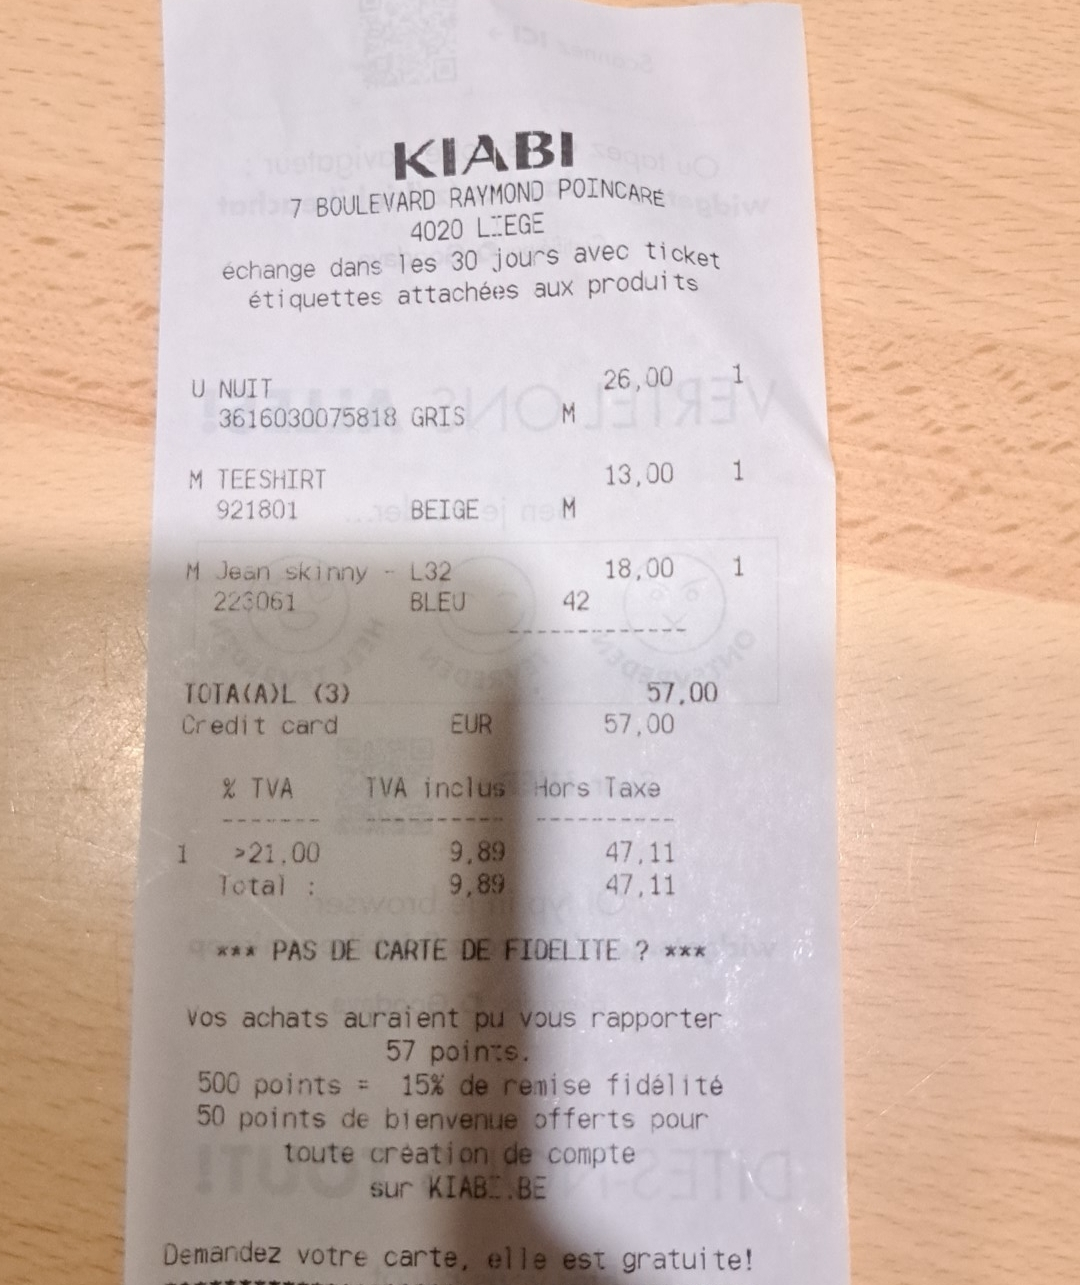 KIABI
7 BOULEVARD RAYMOND POINCARE
4020 LIEGE
échange dans les 30 jours avec ticket
étiquettes attachées aux produits
U NUIT 26,00 1
3616030075818 GRIS M
M TEESHIRT 13,00 1
921801 BEIGE M
M Jean skinny - L32 18,00 1
223061 BLEU 42
--------------
TOTA(A)L (3) 57,00
Credit card EUR 57,00
% TVA TVA inclus Hors Taxe
------- ---------- ----------
1 >21,00 9,89 47,11
Total : 9,89 47,11
*** PAS DE CARTE DE FIDELITE ? ***
Vos achats auraient pu vous rapporter
57 points.
500 points = 15% de remise fidélité
50 points de bienvenue offerts pour
toute création de compte
sur KIABI.BE
Demandez votre carte, elle est gratuite!